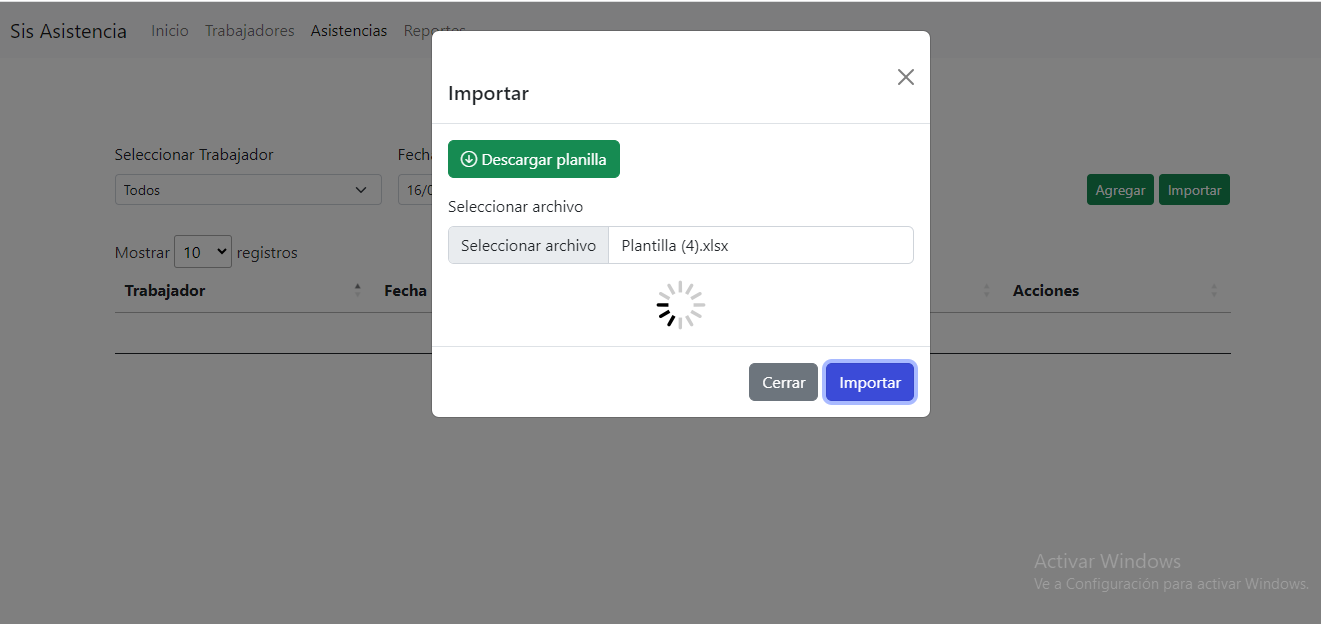 Sis Asistencia Inicio Trabajadores Asistencias Reportes
Importar
Descargar planilla
Seleccionar Trabajador
Todos
16/0
Agregar Importar
Seleccionar archivo
Seleccionar archivo Plantilla (4).xlsx
Mostrar 10 registros
Trabajador Fecha Acciones
Cerrar Importar
Activar Windows
Ve a Configuración para activar Windows.